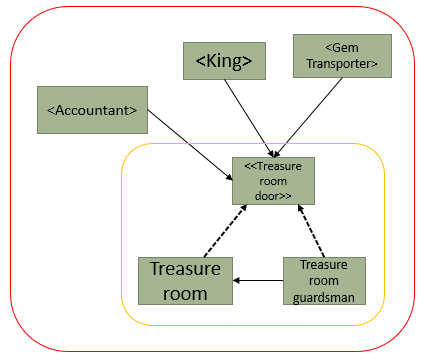 <King>
<Gem
Transporter>
<Accountant>
<<Treasure
room
door>>
Treasure
room
Treasure
room
guardsman